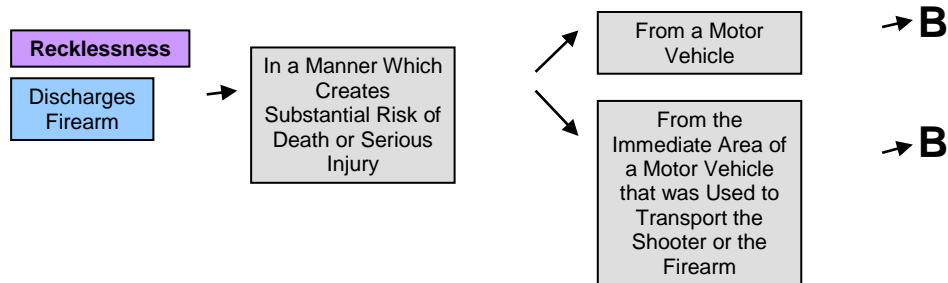 Recklessness
Discharges
Firearm
In a Manner Which
Creates
Substantial Risk of
Death or Serious
Injury
From a Motor
Vehicle
B
From the
Immediate Area of
a Motor Vehicle
that was Used to
Transport the
Shooter or the
Firearm
B